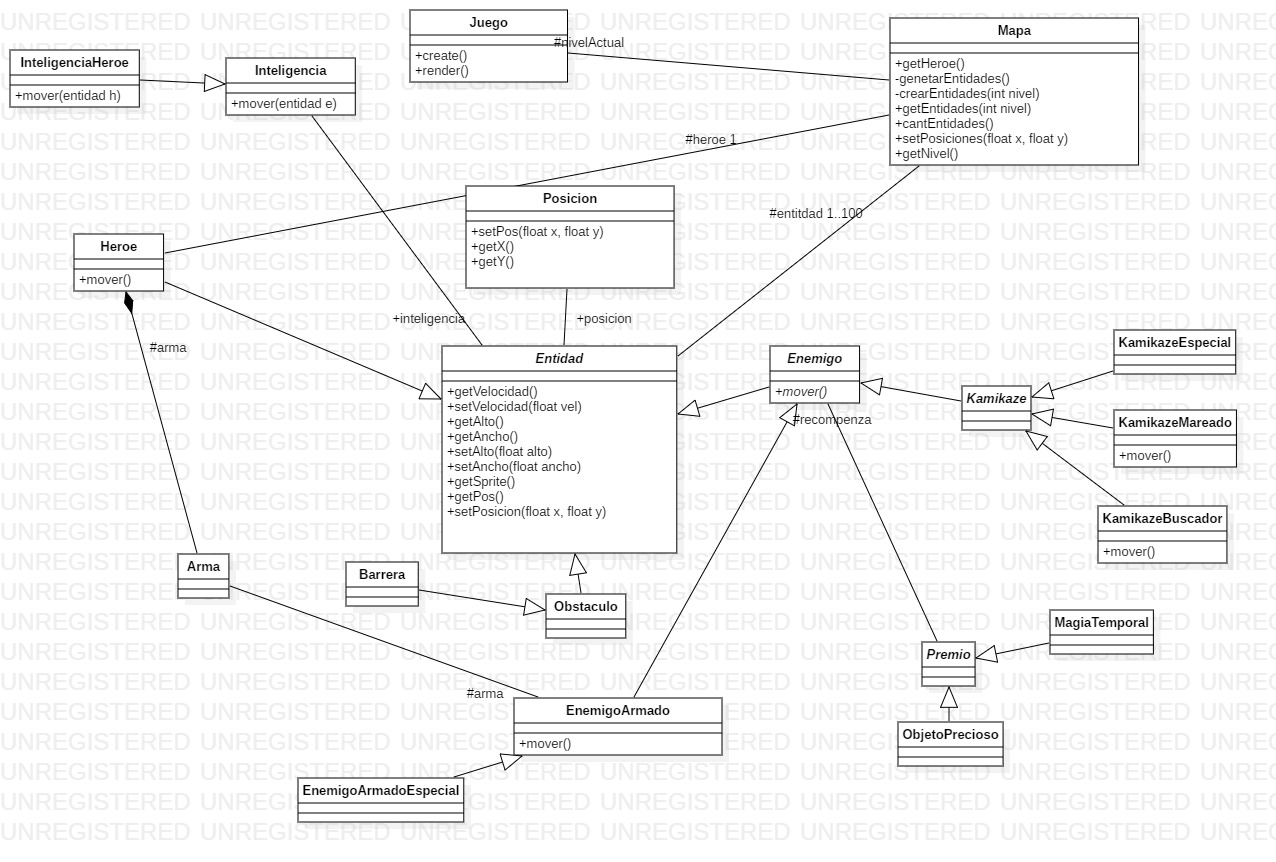 Juego
+create()
+render()
#nivelActual
Mapa
+getHeroe()
-genetarEntidades()
-crearEntidades(int nivel)
+getEntidades(int nivel)
+cantEntidades()
+setPosiciones(float x, float y)
+getNivel()
InteligenciaHeroe
+mover(entidad h)
Inteligencia
+mover(entidad e)
#heroe 1
Posicion
+setPos(float x, float y)
+getX()
+getY()
#entitdad 1..100
Heroe
+mover()
+inteligencia
+posicion
#arma
Entidad
+getVelocidad()
+setVelocidad(float vel)
+getAlto()
+getAncho()
+setAlto(float alto)
+setAncho(float ancho)
+getSprite()
+getPos()
+setPosicion(float x, float y)
Enemigo
+mover()
#recompenza
Kamikaze
KamikazeEspecial
KamikazeMareado
+mover()
KamikazeBuscador
+mover()
Arma
Barrera
Obstaculo
MagiaTemporal
Premio
ObjetoPrecioso
#arma
EnemigoArmado
+mover()
EnemigoArmadoEspecial
UNREGISTERED